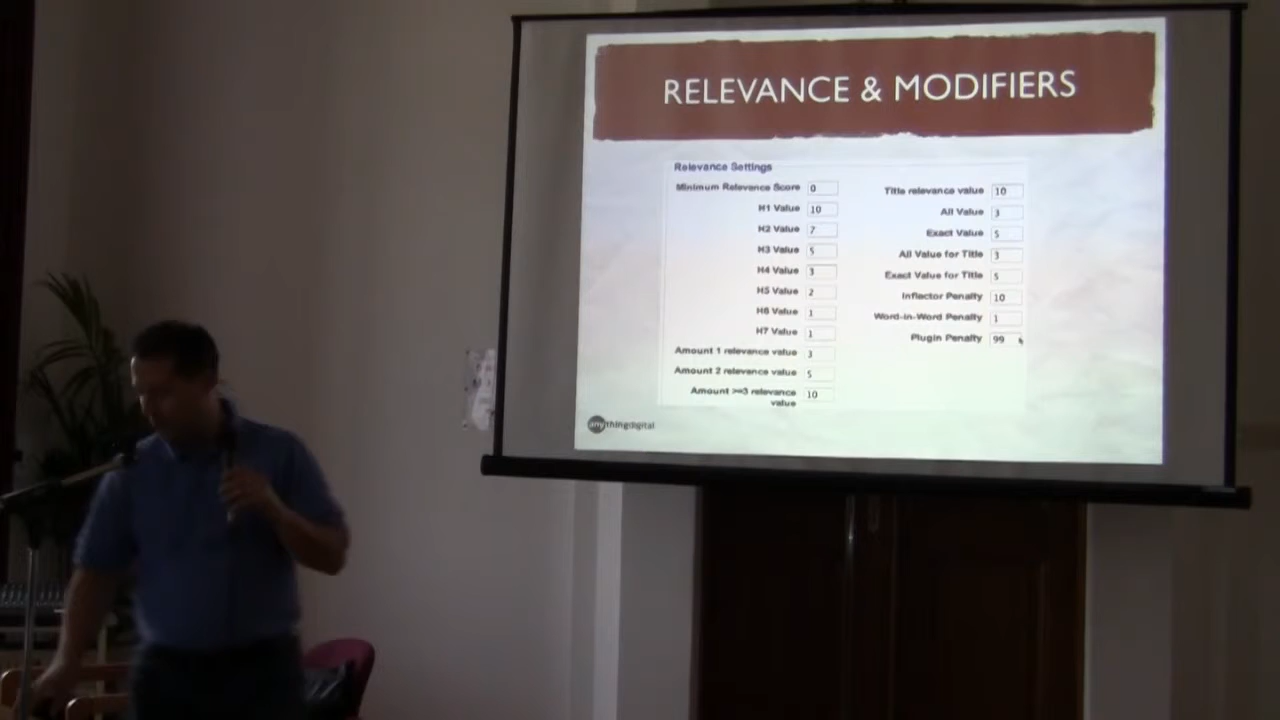 RELEVANCE & MODIFIERS
Relevance Settings
Minimum Relevance Score 0
H1 Value 10
H2 Value 7
H3 Value 5
H4 Value 3
H5 Value 2
H6 Value 1
H7 Value 1
Amount 1 relevance value 3
Amount 2 relevance value 5
Amount >=3 relevance
value 10
Title relevance value 10
All Value 3
Exact Value 5
All Value for Title 3
Exact Value for Title 5
Inflector Penalty 10
Word-in-Word Penalty 1
Plugin Penalty 99
anythingdigital